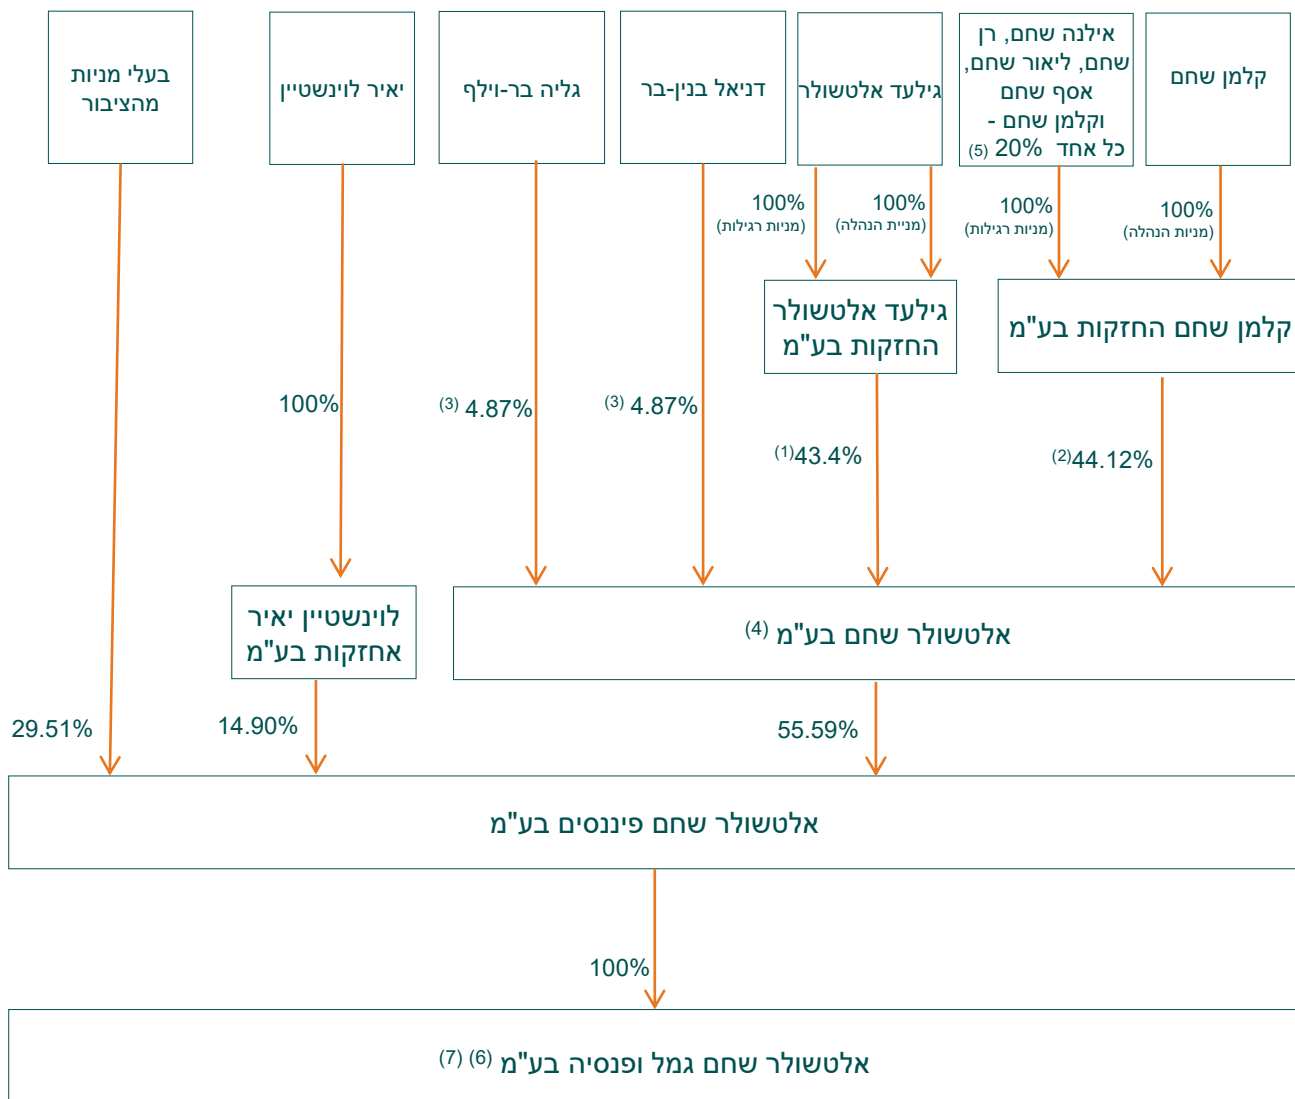 קלמן שחם
אילנה שחם, רן
שחם, ליאור שחם,
אסף שחם
וקלמן שחם -
כל אחד 20% (5)
גילעד אלטשולר
דניאל בנין-בר
גליה בר-וילף
יאיר לוינשטיין
בעלי מניות
מהציבור
100%
(מניות הנהלה)
100%
(מניות רגילות)
100%
(מניית הנהלה)
100%
(מניות רגילות)
קלמן שחם החזקות בע"מ
גילעד אלטשולר
החזקות בע"מ
44.12%(2)
43.4%(1)
4.87% (3)
4.87% (3)
100%
אלטשולר שחם בע"מ (4)
לוינשטיין יאיר
אחזקות בע"מ
55.59%
14.90%
29.51%
אלטשולר שחם פיננסים בע"מ
100%
אלטשולר שחם גמל ופנסיה בע"מ (6) (7)